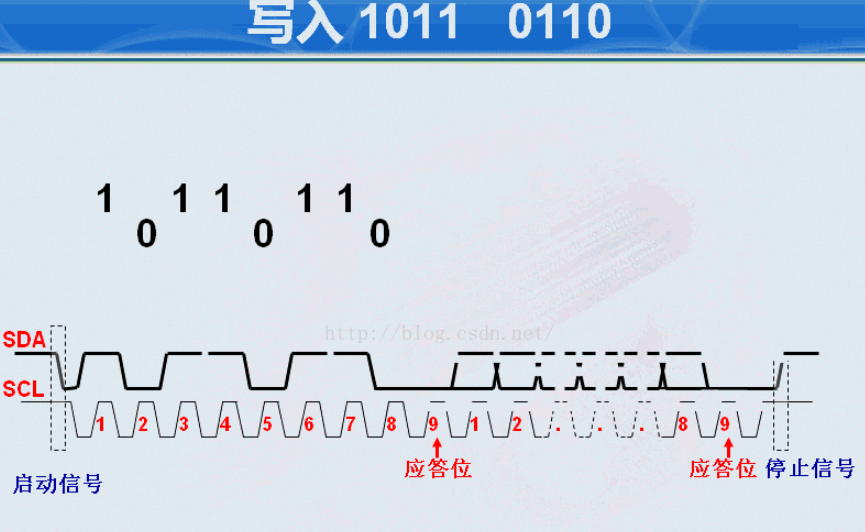 写入 1011 0110
1 1 1 1 1
0 0 0
http://blog.csdn.net/
SDA
SCL
1 2 3 4 5 6 7 8 9 1 2 . . . 8 9
应答位 应答位 停止信号
启动信号